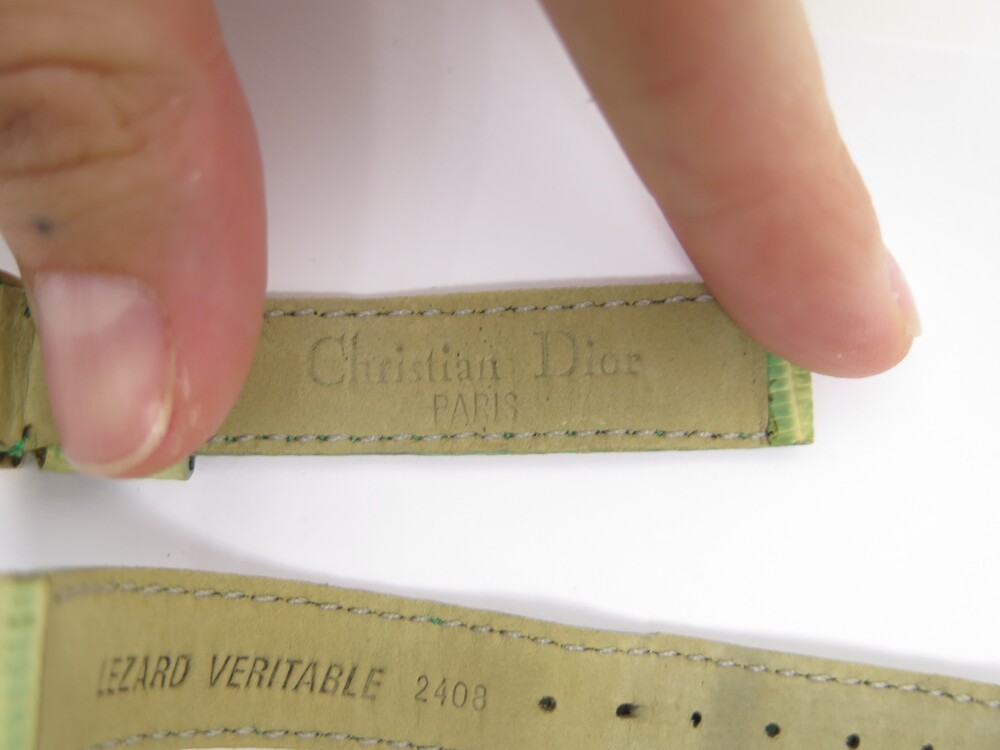 Christian Dior
PARIS
LEZARD VERITABLE 2408